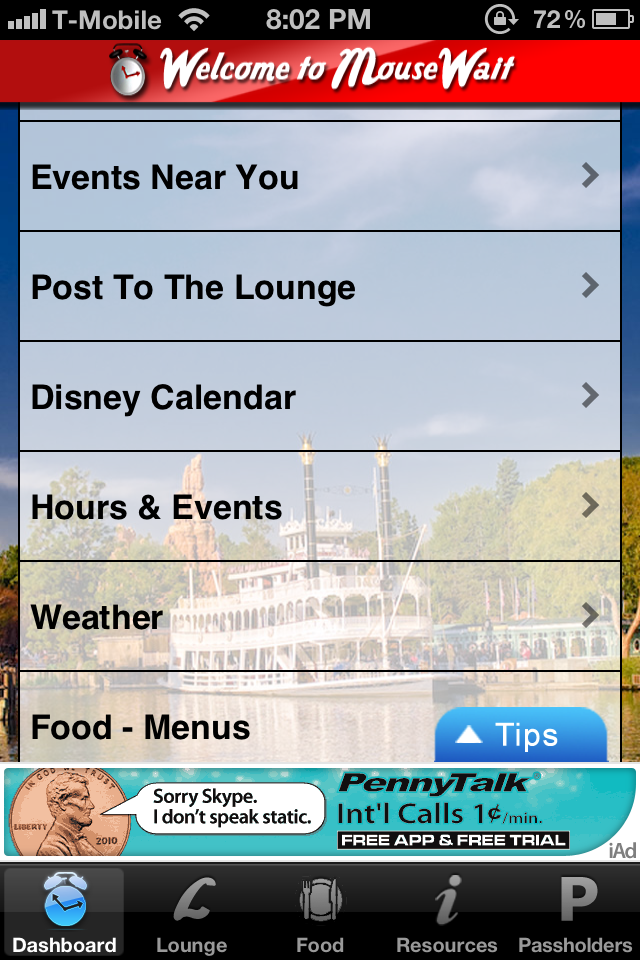 T-Mobile 8:02 PM 72%
Welcome to MouseWait
Events Near You
Post To The Lounge
Disney Calendar
Hours & Events
Weather
Food - Menus
Tips
IN GOD WE TRUST
LIBERTY
2010
Sorry Skype.
I don't speak static.
PennyTalk®
Int'l Calls 1¢/min.
FREE APP & FREE TRIAL
iAd
Dashboard
L
Lounge
Food
i
Resources
P
Passholders